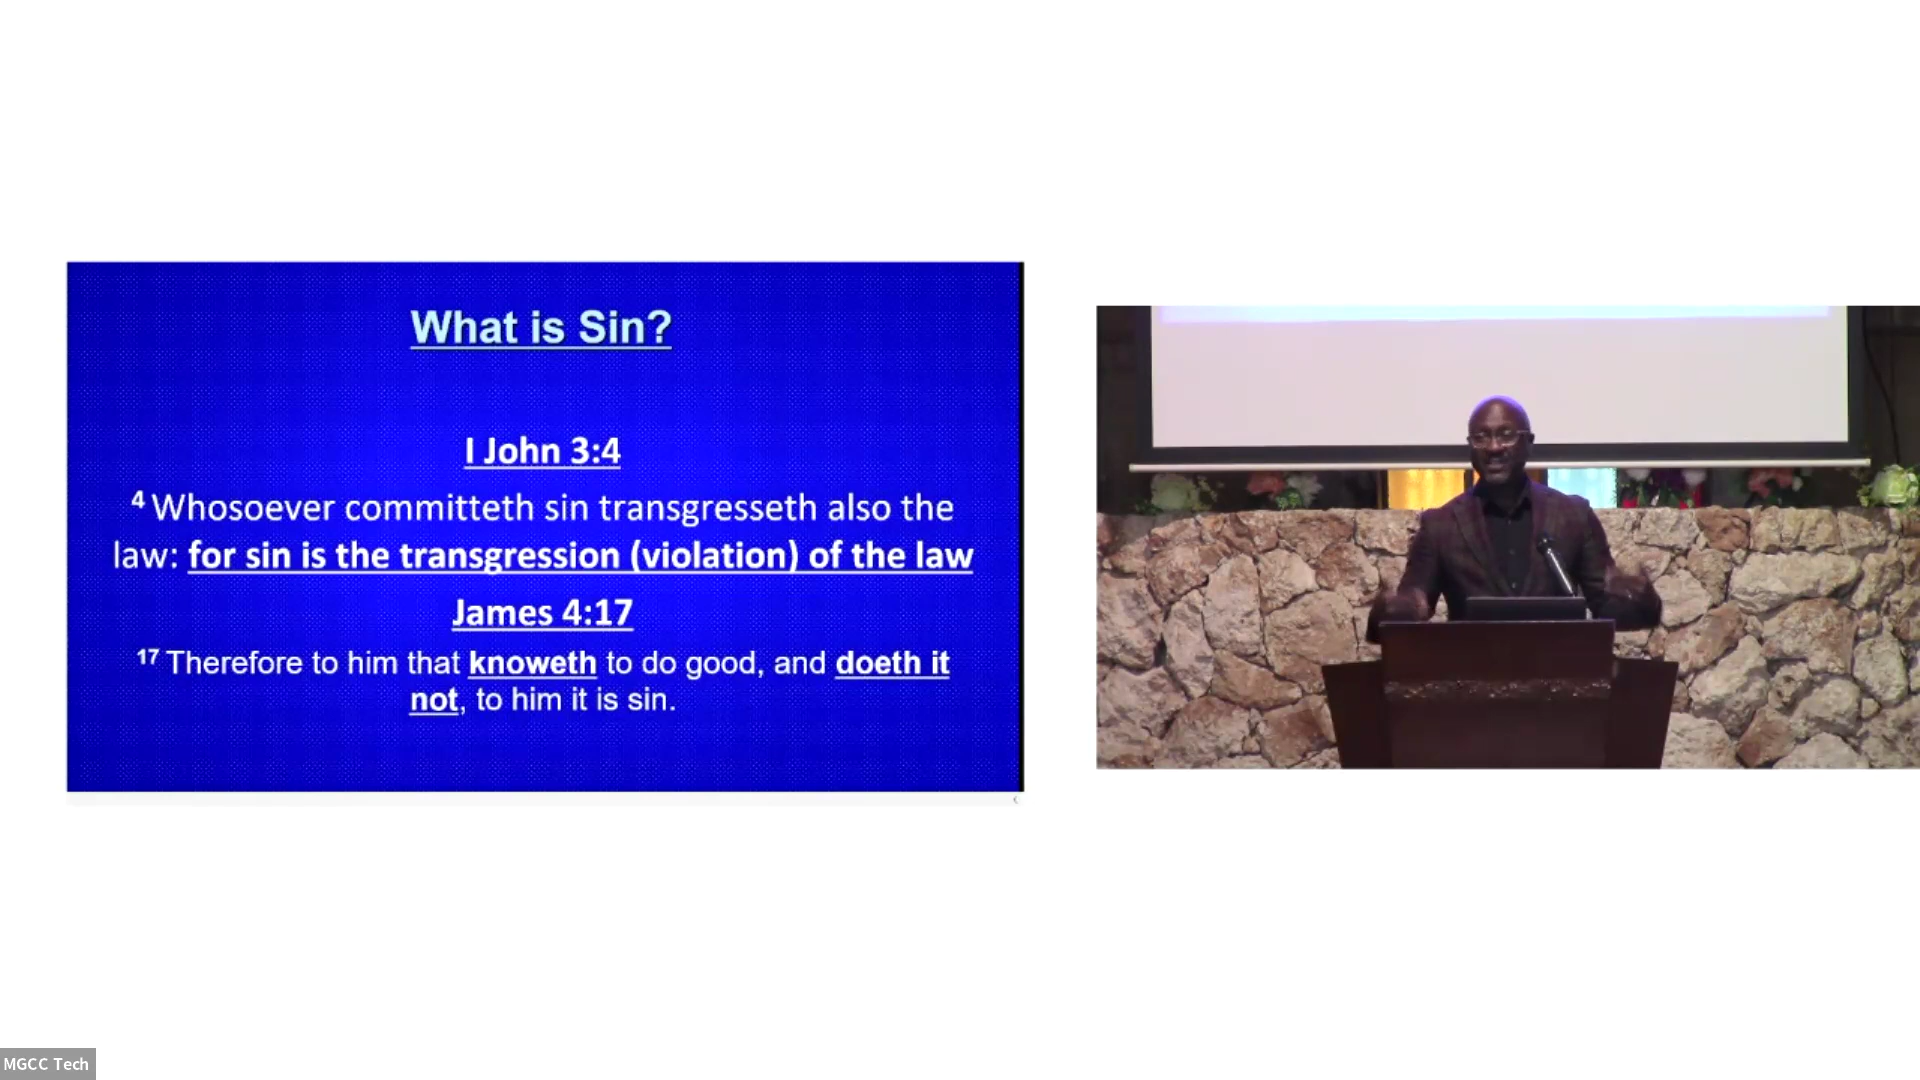 What is Sin?
I John 3:4
4 Whosoever committeth sin transgresseth also the
law: for sin is the transgression (violation) of the law
James 4:17
17 Therefore to him that knoweth to do good, and doeth it
not, to him it is sin.
MGCC Tech